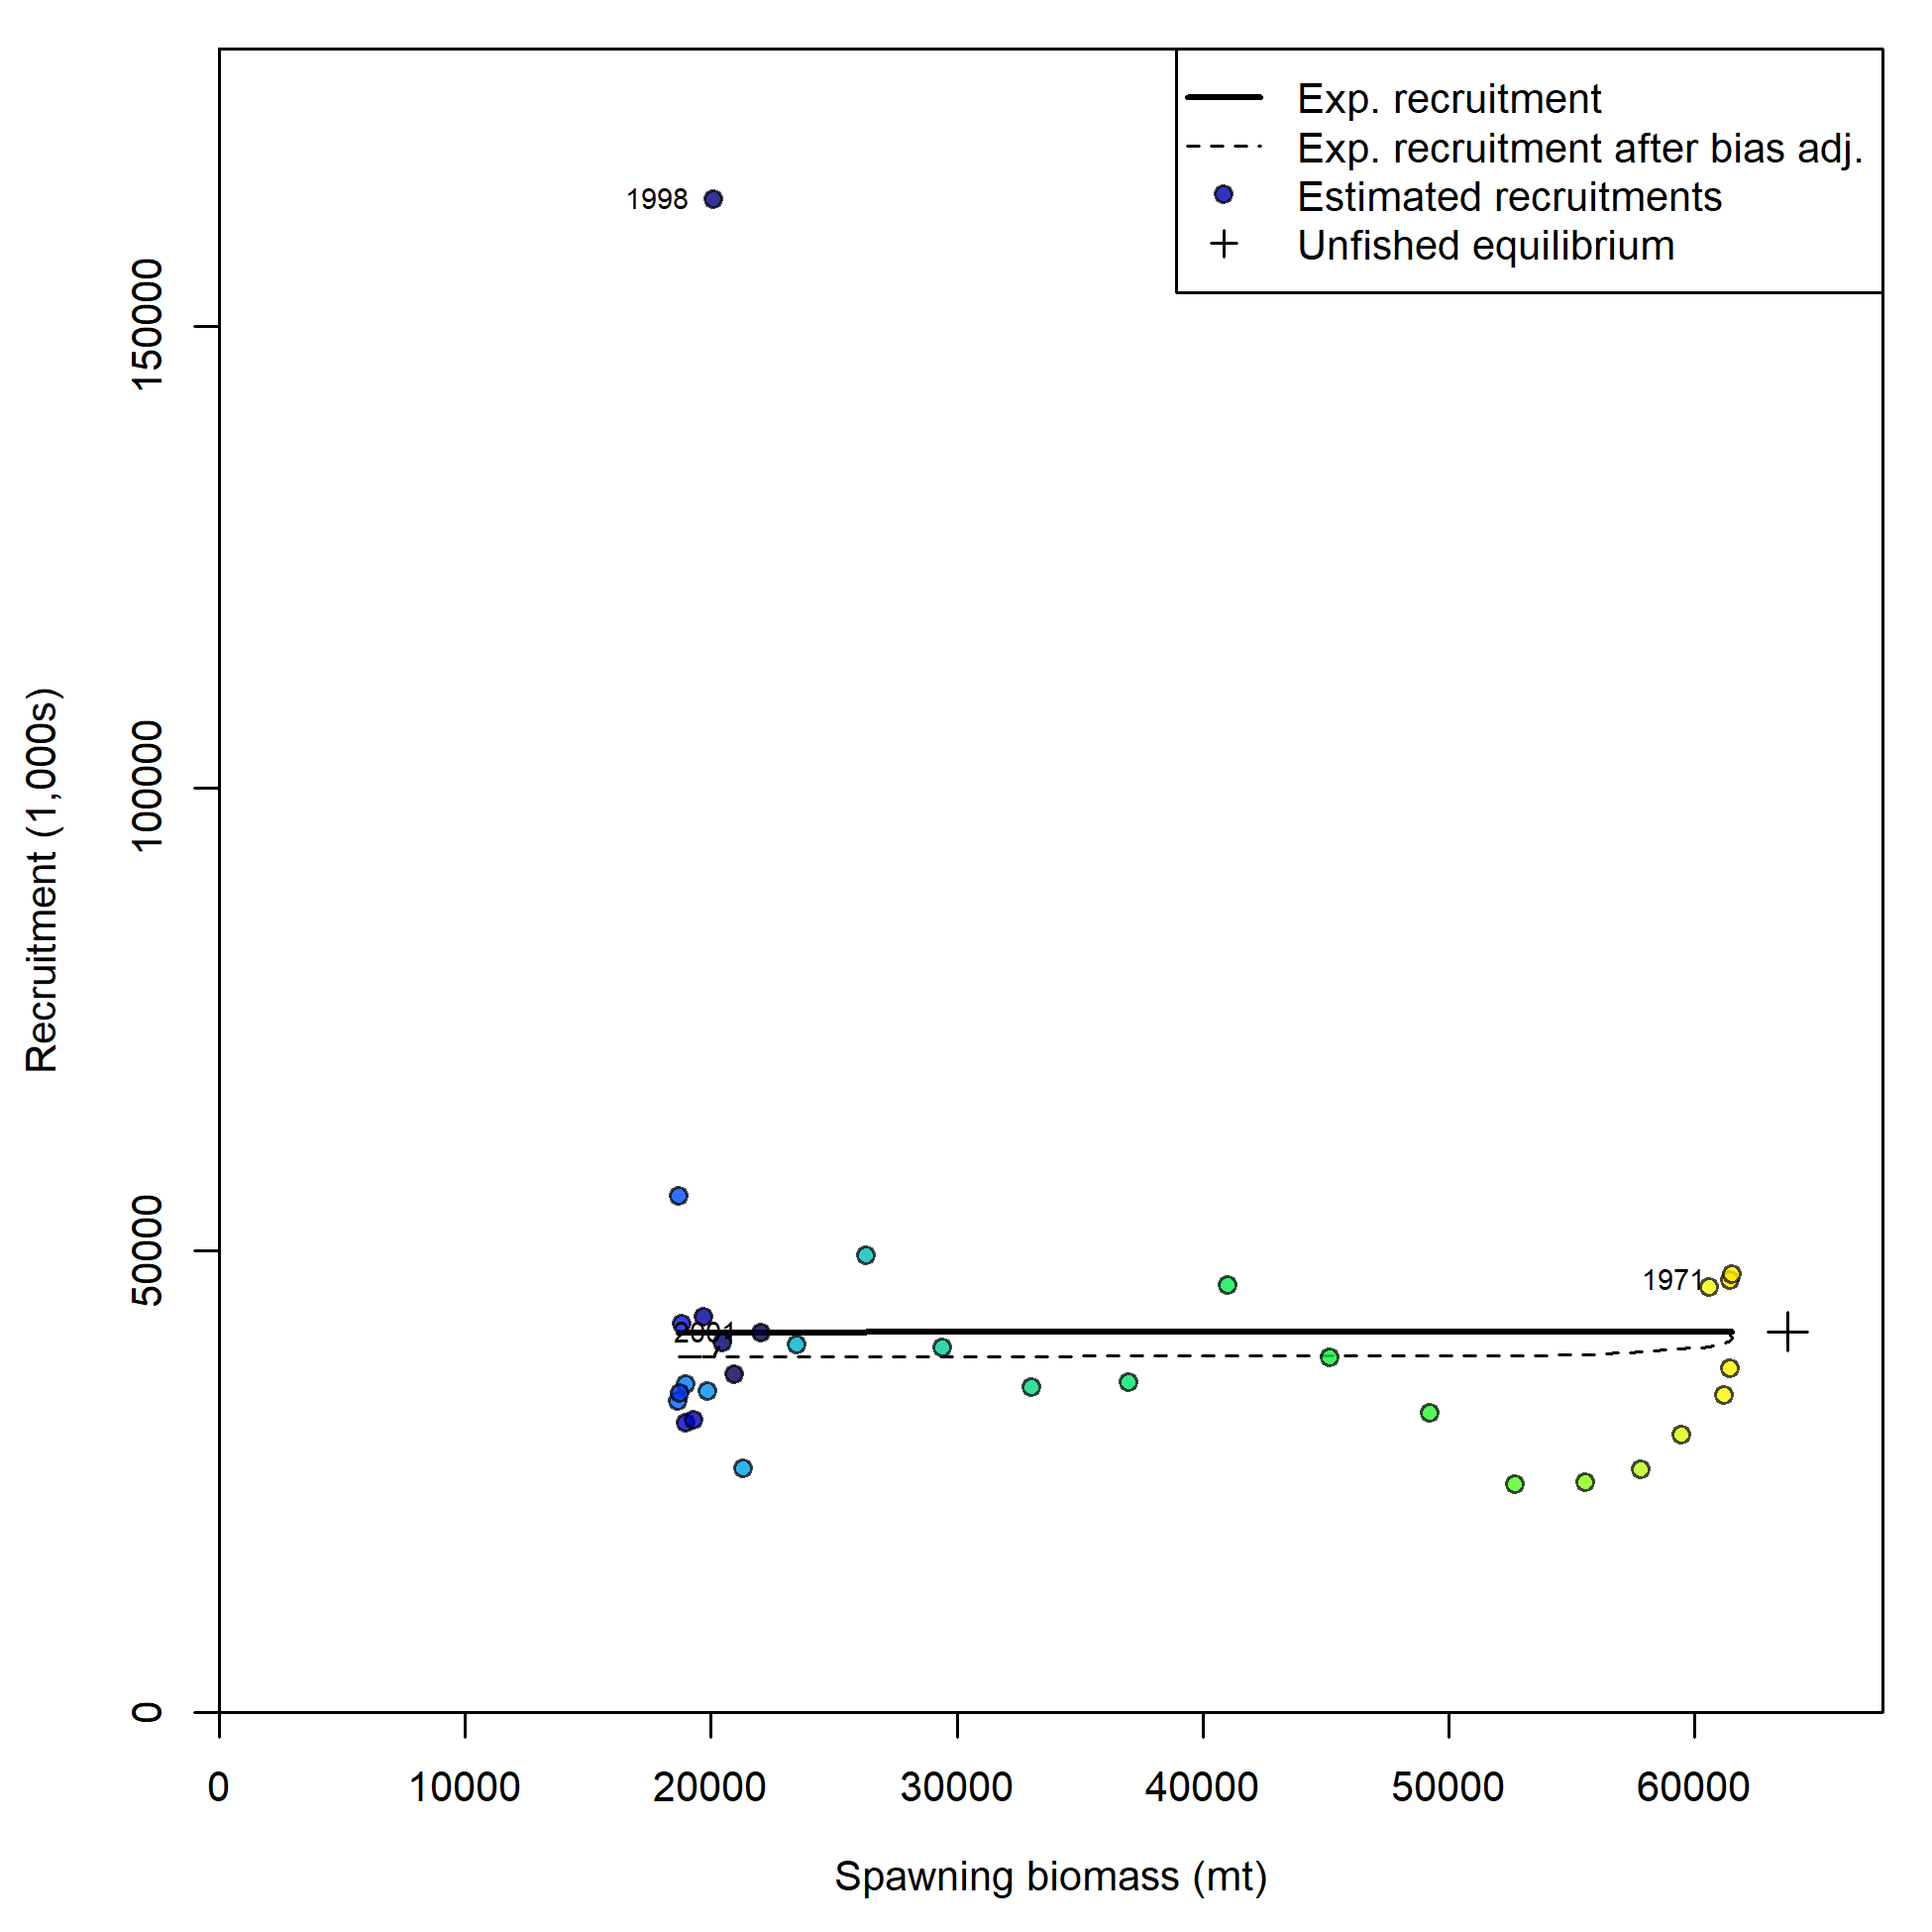 Exp. recruitment
Exp. recruitment after bias adj.
Estimated recruitments
Unfished equilibrium
1998
150000
100000
50000
0
Recruitment (1,000s)
1971
2001
0 10000 20000 30000 40000 50000 60000
Spawning biomass (mt)